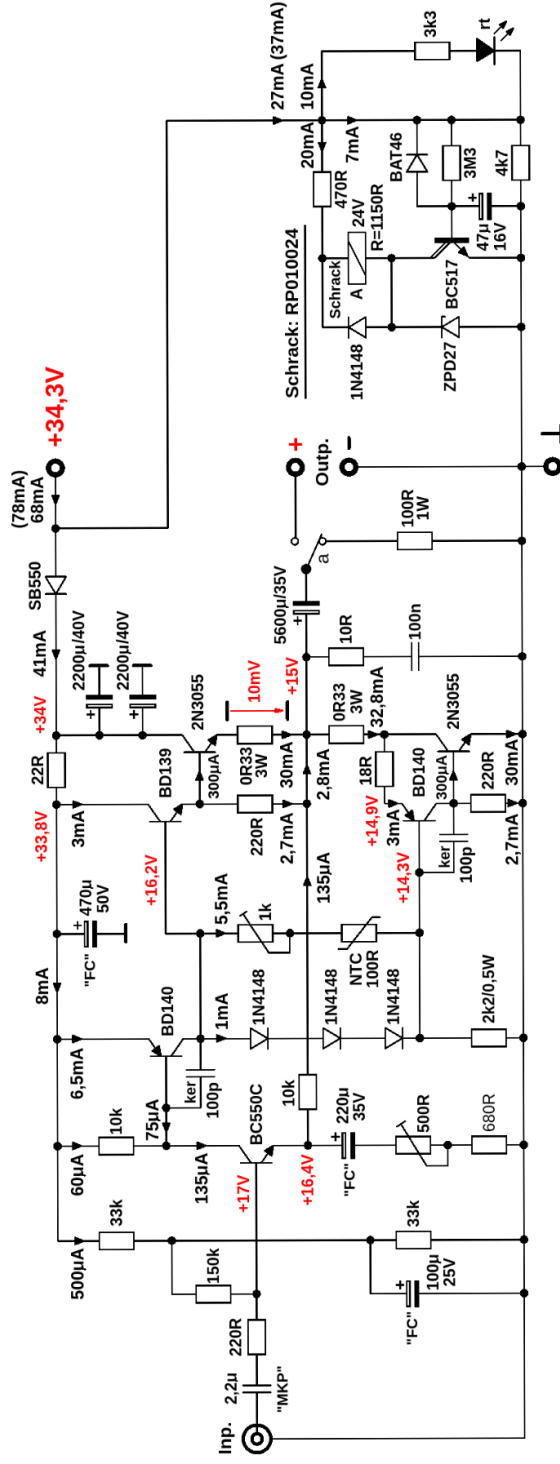 Inp.
2,2µ
"MKP"
220R
150k
500µA
33k
33k
"FC"
100µ
25V
60µA
10k
75µA
135µA
+17V
BC550C
+16,4V
"FC"
220µ
35V
500R
680R
6,5mA
BD140
ker
100p
1mA
10k
1N4148
1N4148
1N4148
2k2/0,5W
8mA
"FC"
470µ
50V
5,5mA
1k
NTC
100R
+16,2V
135µA
+33,8V
22R
+34V
3mA
BD139
300µA
2N3055
220R
2,7mA
0R33
3W
30mA
10mV
+15V
2,8mA
0R33
3W
32,8mA
18R
+14,9V
3mA
+14,3V
BD140
300µA
2N3055
ker
100p
220R
2,7mA
30mA
2200µ/40V
2200µ/40V
41mA
SB550
(78mA)
68mA
+34,3V
5600µ/35V
10R
100n
a
100R
1W
+
Outp.
–
Schrack: RP010024
27mA (37mA)
20mA
10mA
7mA
470R
Schrack
A
24V
R=1150R
1N4148
ZPD27
BC517
BAT46
3M3
47µ
16V
4k7
3k3
rt